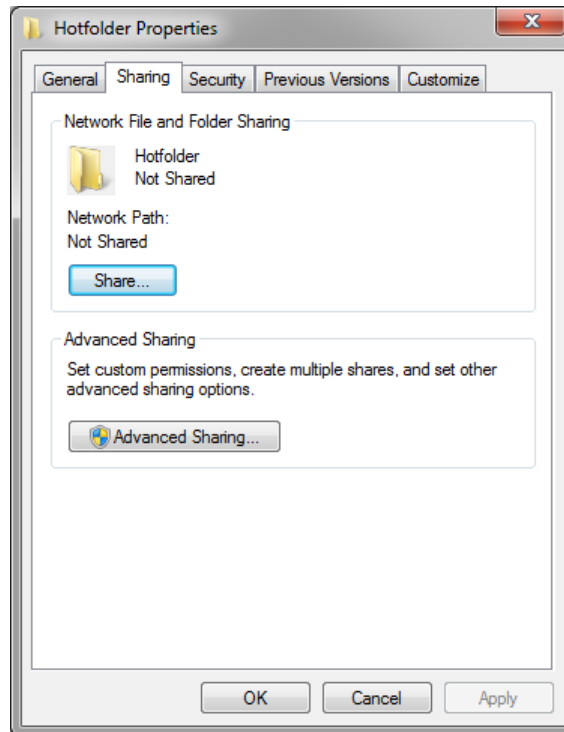 Hotfolder Properties
General Sharing Security Previous Versions Customize
Network File and Folder Sharing
Hotfolder
Not Shared
Network Path:
Not Shared
Share...
Advanced Sharing
Set custom permissions, create multiple shares, and set other
advanced sharing options.
Advanced Sharing...
OK Cancel Apply